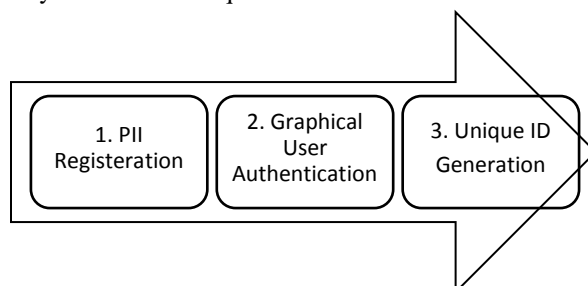 1. PII
Registeration
2. Graphical
User
Authentication
3. Unique ID
Generation